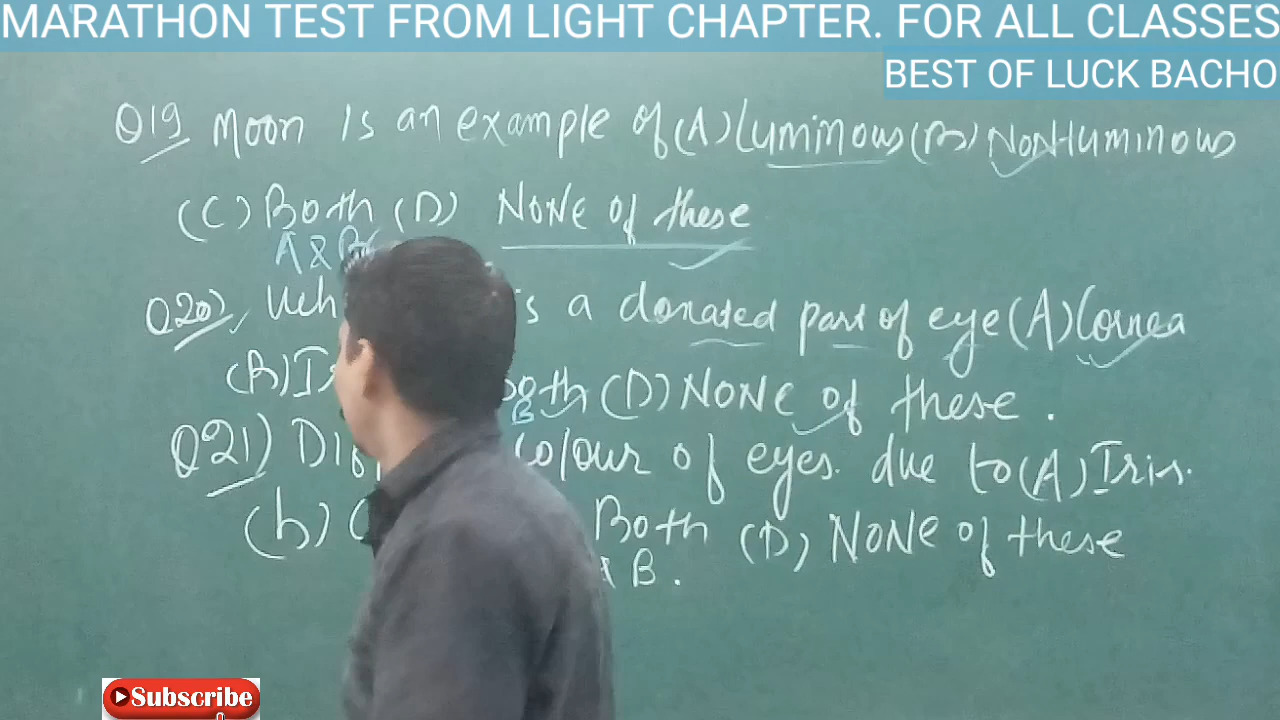 MARATHON TEST FROM LIGHT CHAPTER. FOR ALL CLASSES
BEST OF LUCK BACHO
Q19 Moon is an example of (A) Luminous (B) NoN-luminous
(C) Both (D) NoNe of these
A & B
Q20) is a donated part of eye (A) Cornea
(B) (D) NONE of these .
Q21) colour of eyes. due to (A) Iris.
(b) Both (D) NoNe of these
B .
Subscribe